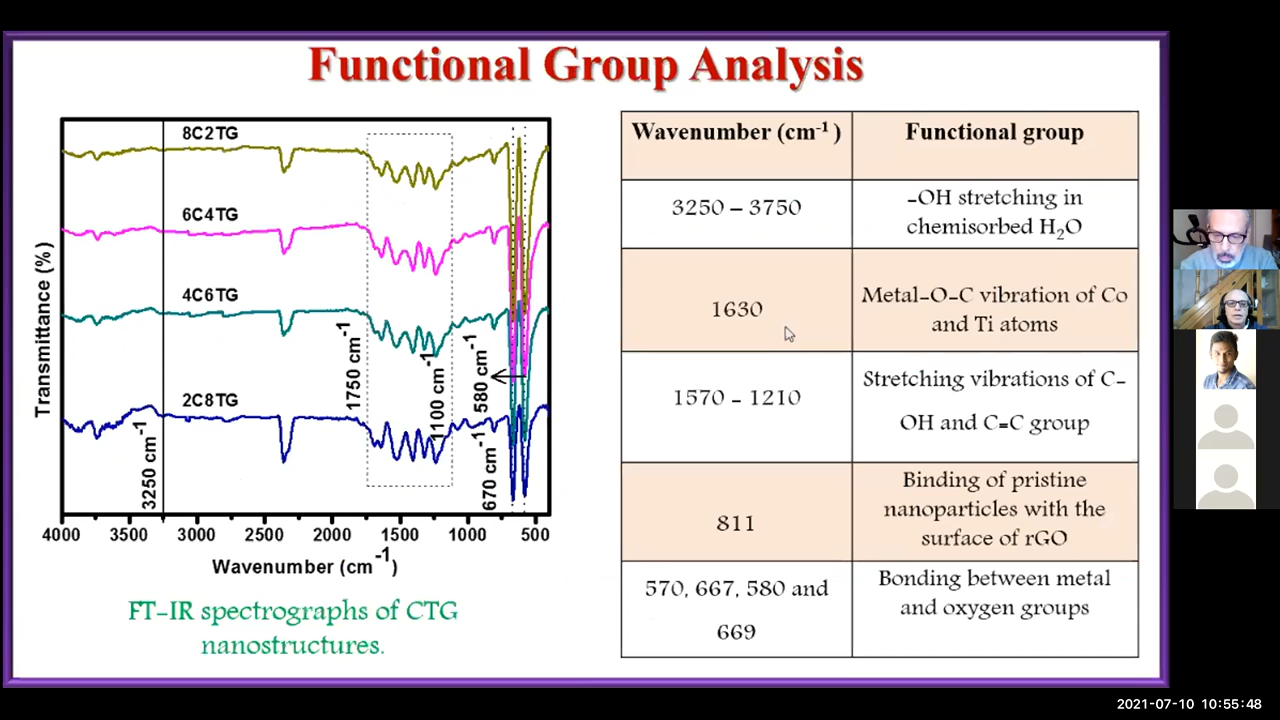 Functional Group Analysis
8C2TG
6C4TG
4C6TG
2C8TG
3250 cm-1
1750 cm-1
1100 cm-1
580 cm-1
670 cm-1
Transmittance (%)
4000 3500 3000 2500 2000 1500 1000 500
Wavenumber (cm-1)
FT-IR spectrographs of CTG
nanostructures.
Wavenumber (cm-1 ) Functional group
3250 – 3750
-OH stretching in
chemisorbed H2O
1630
Metal-O-C vibration of Co
and Ti atoms
1570 – 1210
Stretching vibrations of C-
OH and C=C group
811
Binding of pristine
nanoparticles with the
surface of rGO
570, 667, 580 and
669
Bonding between metal
and oxygen groups
2021-07-10 10:55:48